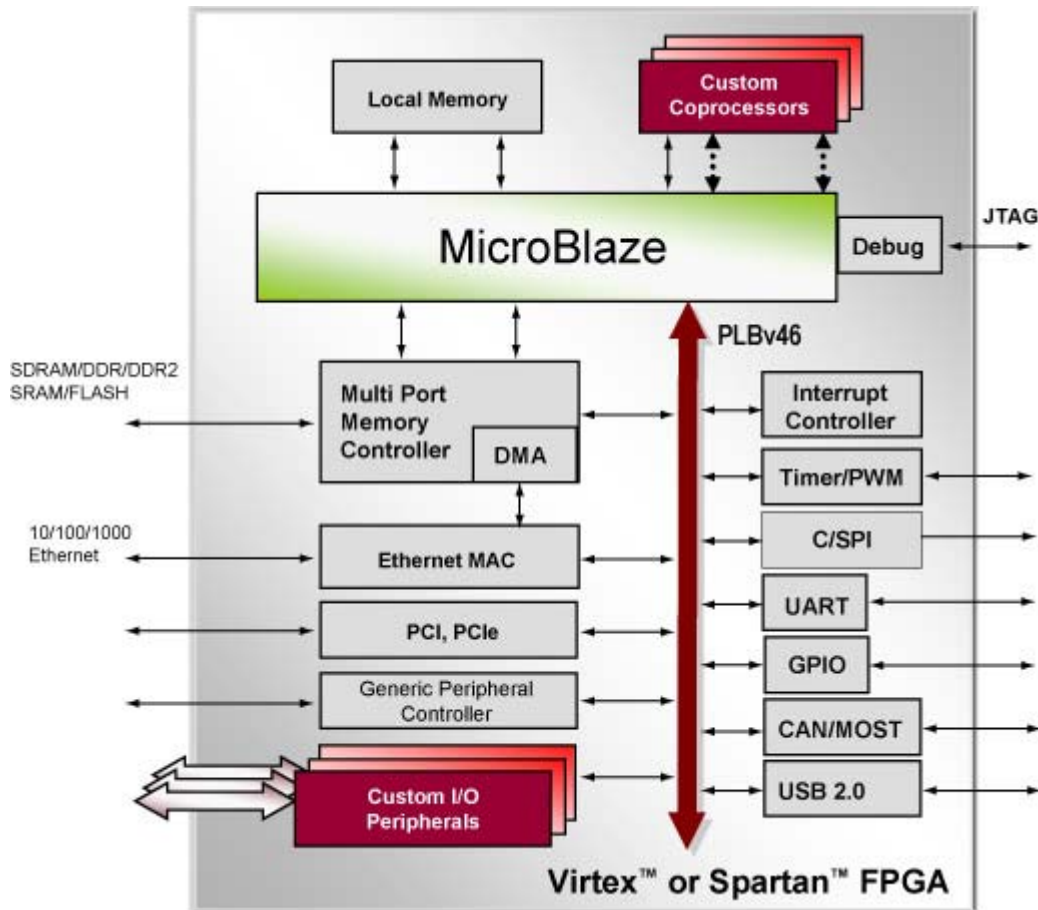 Local Memory
Custom
Coprocessors
MicroBlaze
Debug
JTAG
PLBv46
SDRAM/DDR/DDR2
SRAM/FLASH
Multi Port
Memory
Controller
DMA
Interrupt
Controller
Timer/PWM
10/100/1000
Ethernet
Ethernet MAC
C/SPI
UART
PCI, PCIe
GPIO
Generic Peripheral
Controller
CAN/MOST
Custom I/O
Peripherals
USB 2.0
Virtex™ or Spartan™ FPGA